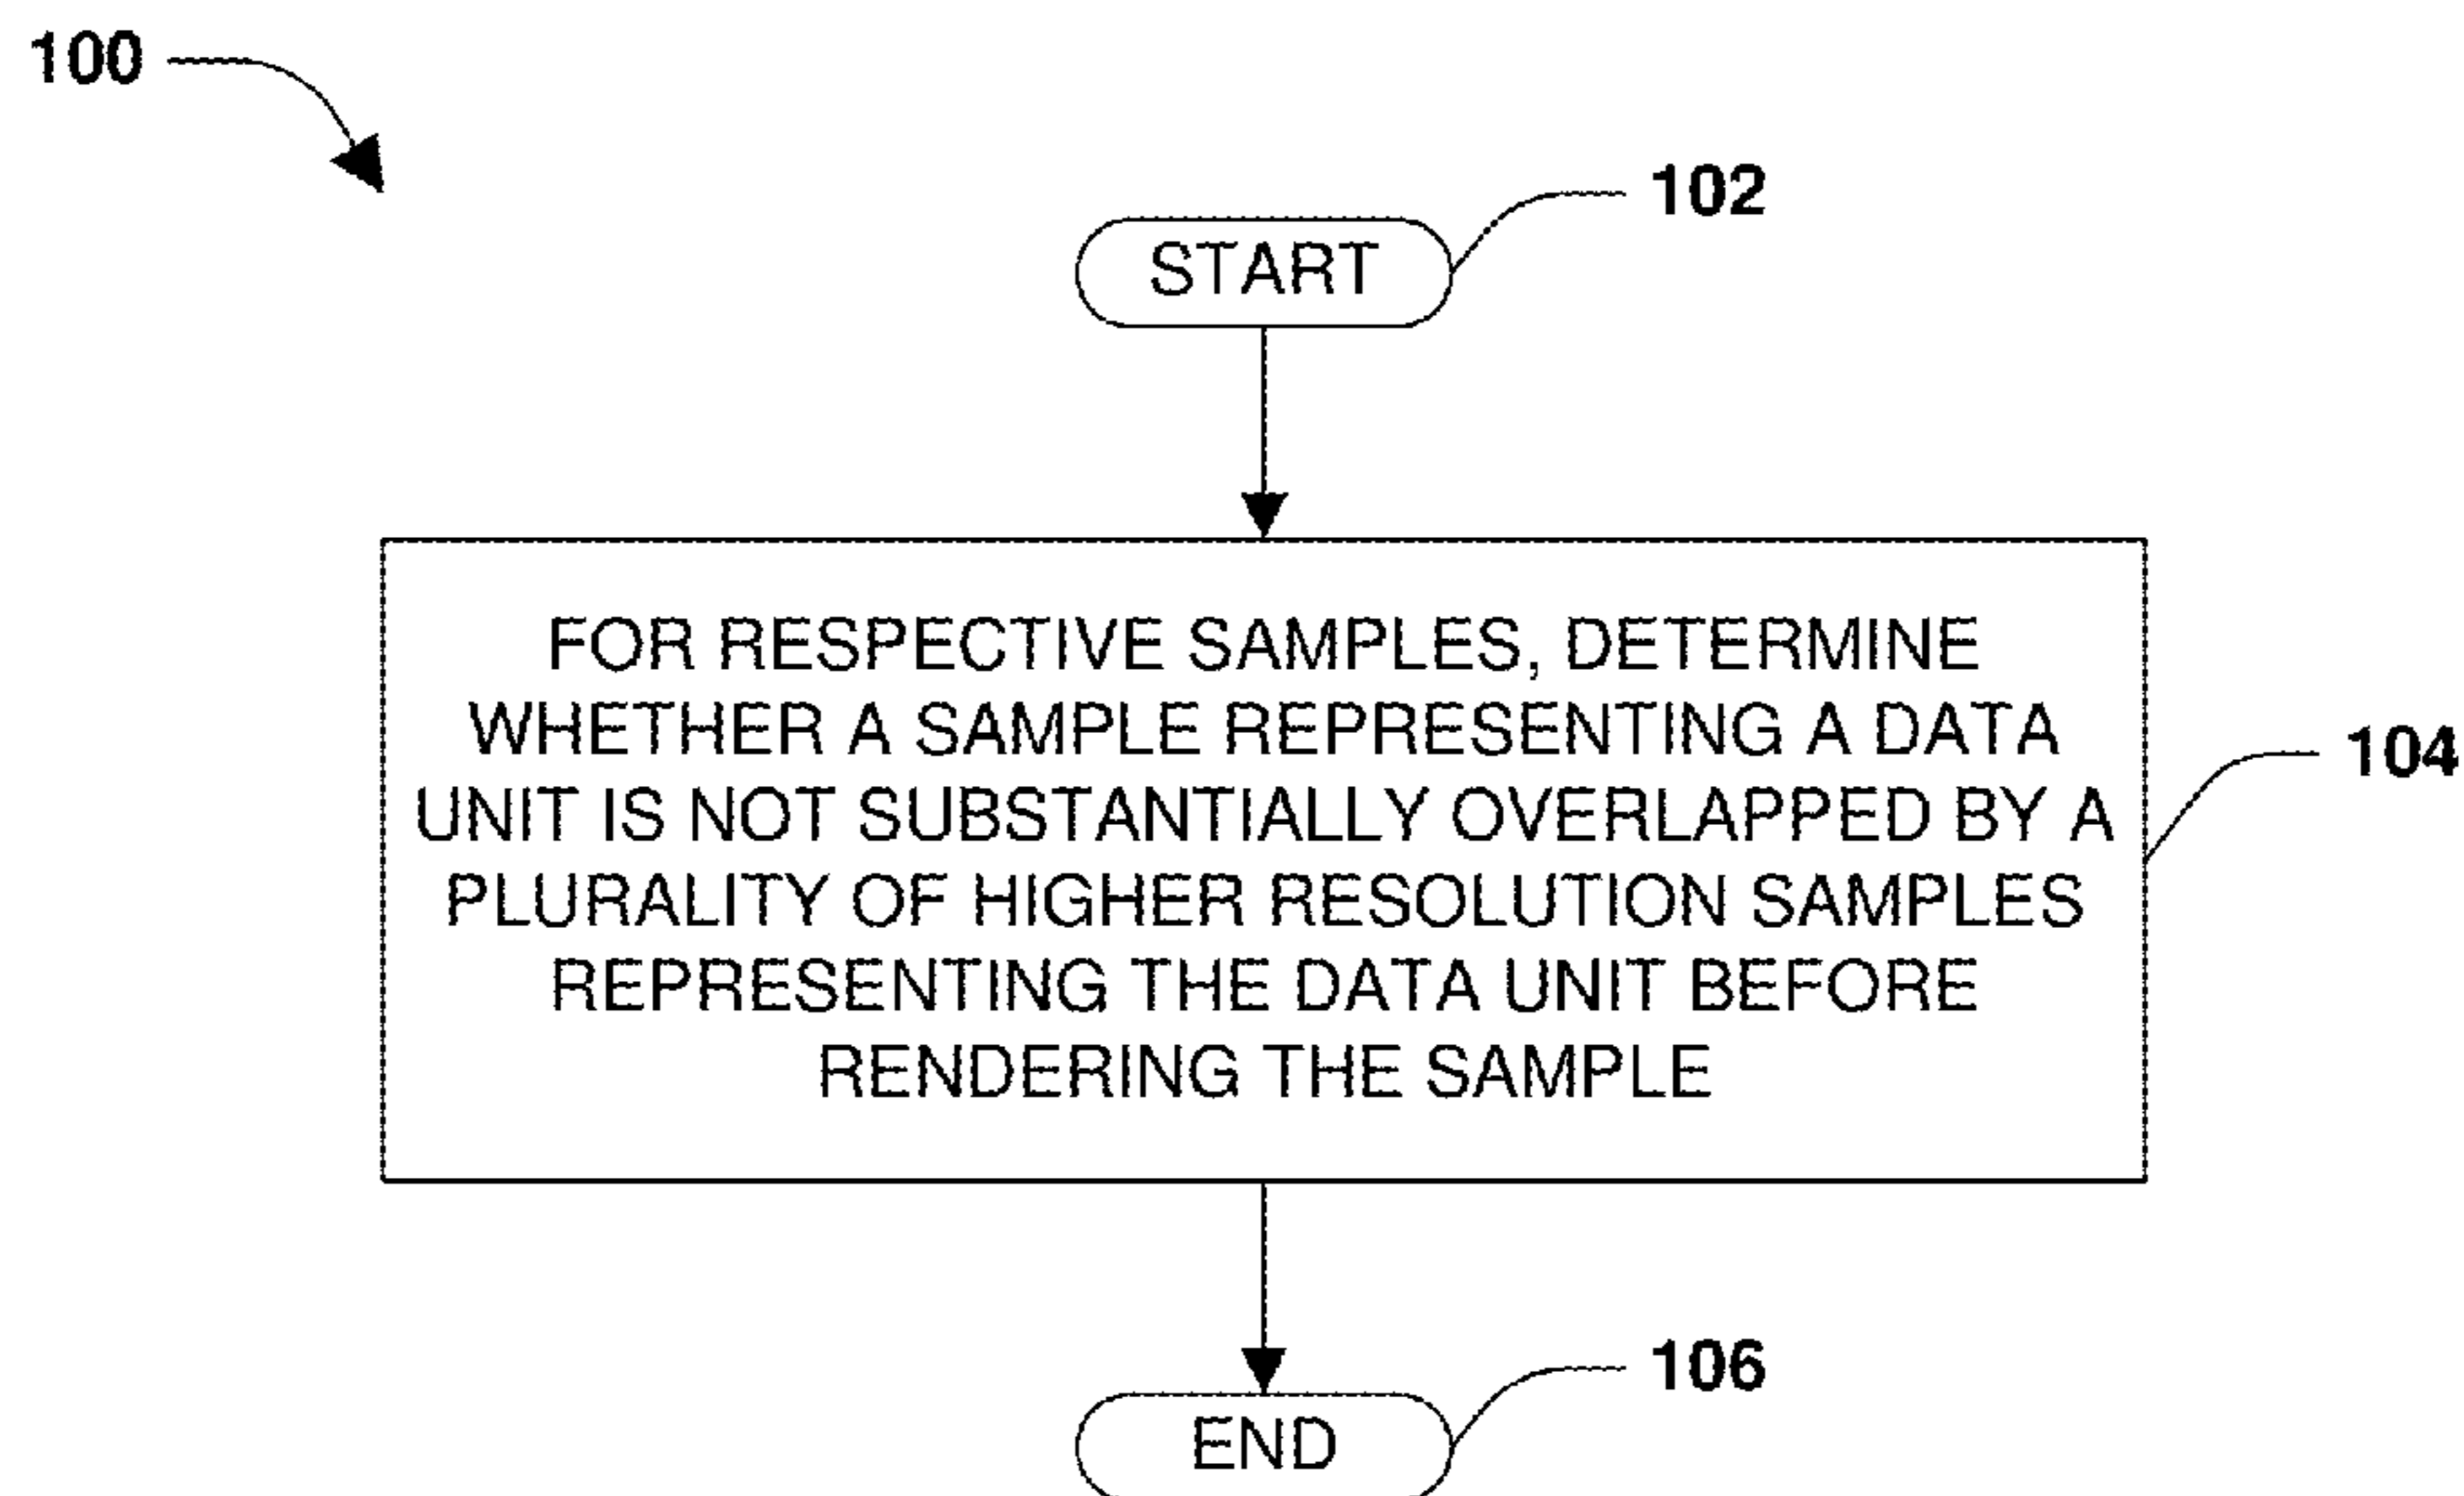 100
102
START
FOR RESPECTIVE SAMPLES, DETERMINE
WHETHER A SAMPLE REPRESENTING A DATA
UNIT IS NOT SUBSTANTIALLY OVERLAPPED BY A
PLURALITY OF HIGHER RESOLUTION SAMPLES
REPRESENTING THE DATA UNIT BEFORE
RENDERING THE SAMPLE
104
106
END